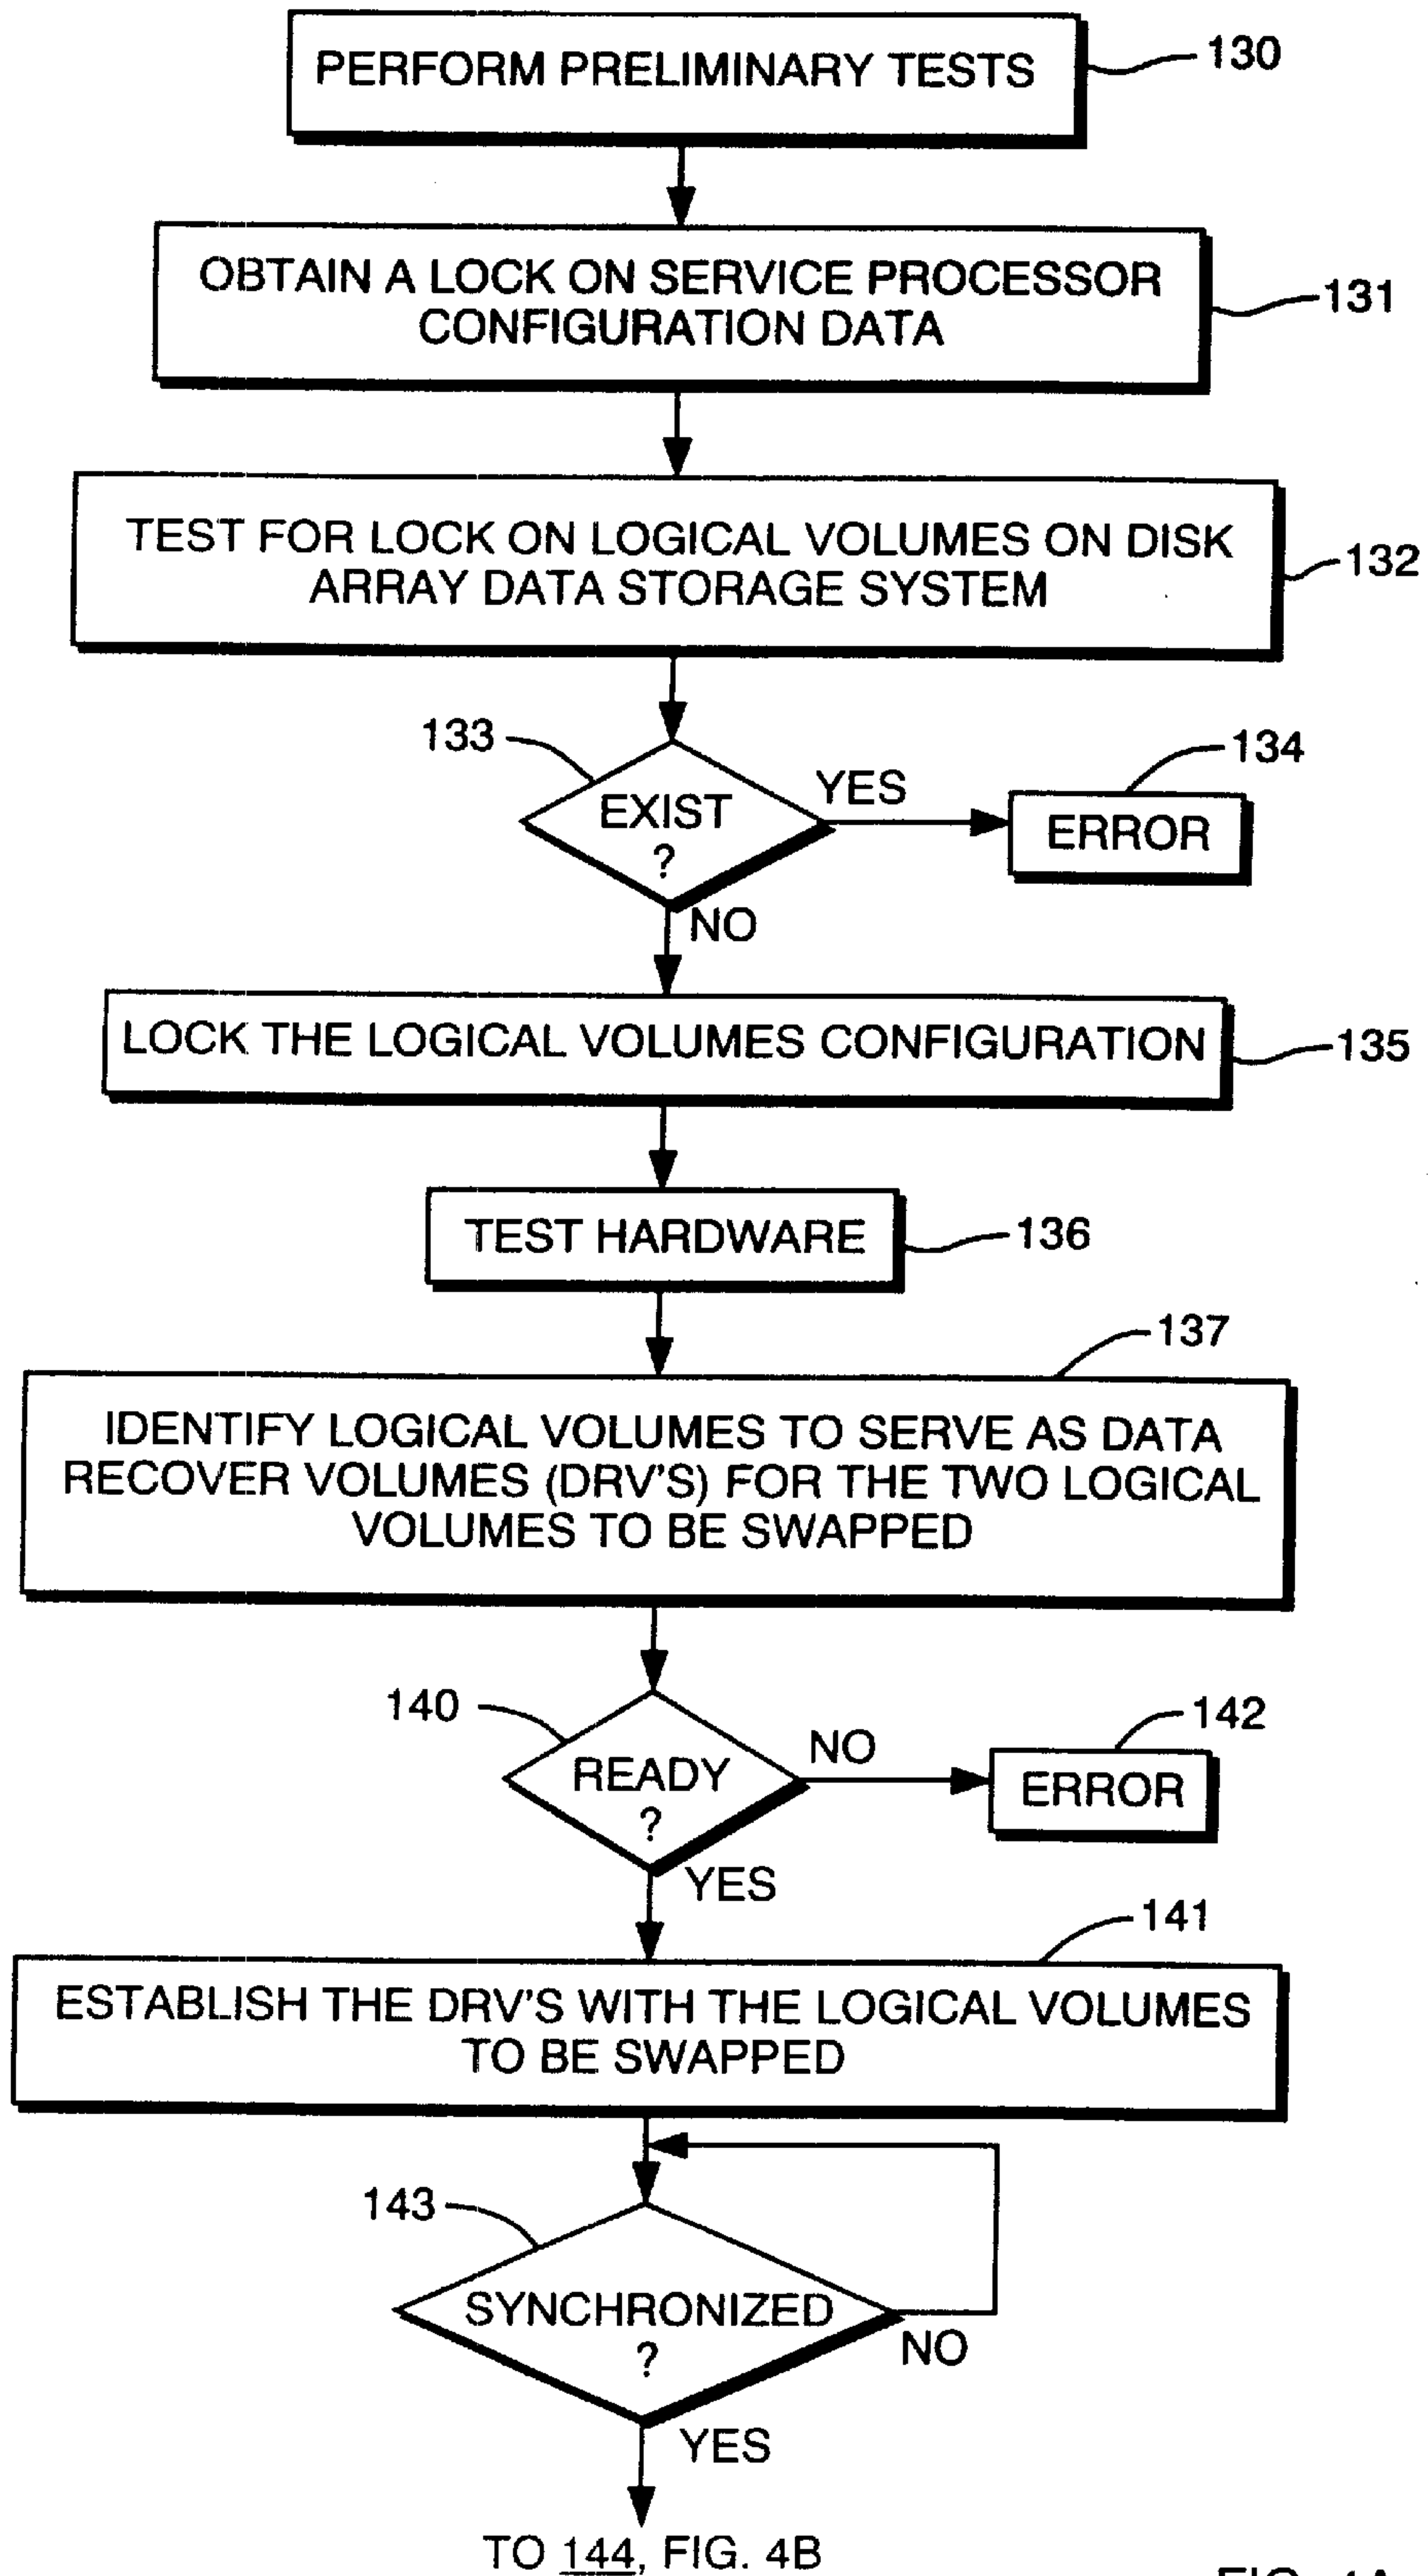 PERFORM PRELIMINARY TESTS
130
OBTAIN A LOCK ON SERVICE PROCESSOR
CONFIGURATION DATA
131
TEST FOR LOCK ON LOGICAL VOLUMES ON DISK
ARRAY DATA STORAGE SYSTEM
132
133
EXIST
?
YES
134
ERROR
NO
LOCK THE LOGICAL VOLUMES CONFIGURATION
135
TEST HARDWARE
136
137
IDENTIFY LOGICAL VOLUMES TO SERVE AS DATA
RECOVER VOLUMES (DRV'S) FOR THE TWO LOGICAL
VOLUMES TO BE SWAPPED
140
READY
?
NO
142
ERROR
YES
141
ESTABLISH THE DRV'S WITH THE LOGICAL VOLUMES
TO BE SWAPPED
143
SYNCHRONIZED
?
NO
YES
TO 144, FIG. 4B